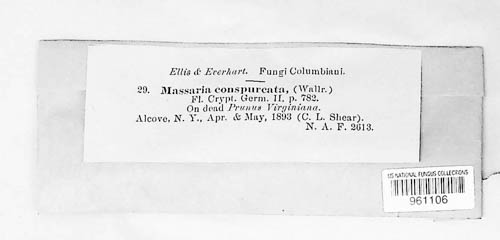 Ellis & Everhart. Fungi Columbiani.
29. Massaria conspurcata, (Wallr.)
Fl. Crypt. Germ. II, p. 782.
On dead Prunus Virginiana.
Alcove, N. Y., Apr. & May, 1893 (C. L. Shear).
N. A. F. 2613.
US NATIONAL FUNGUS COLLECTIONS
961106